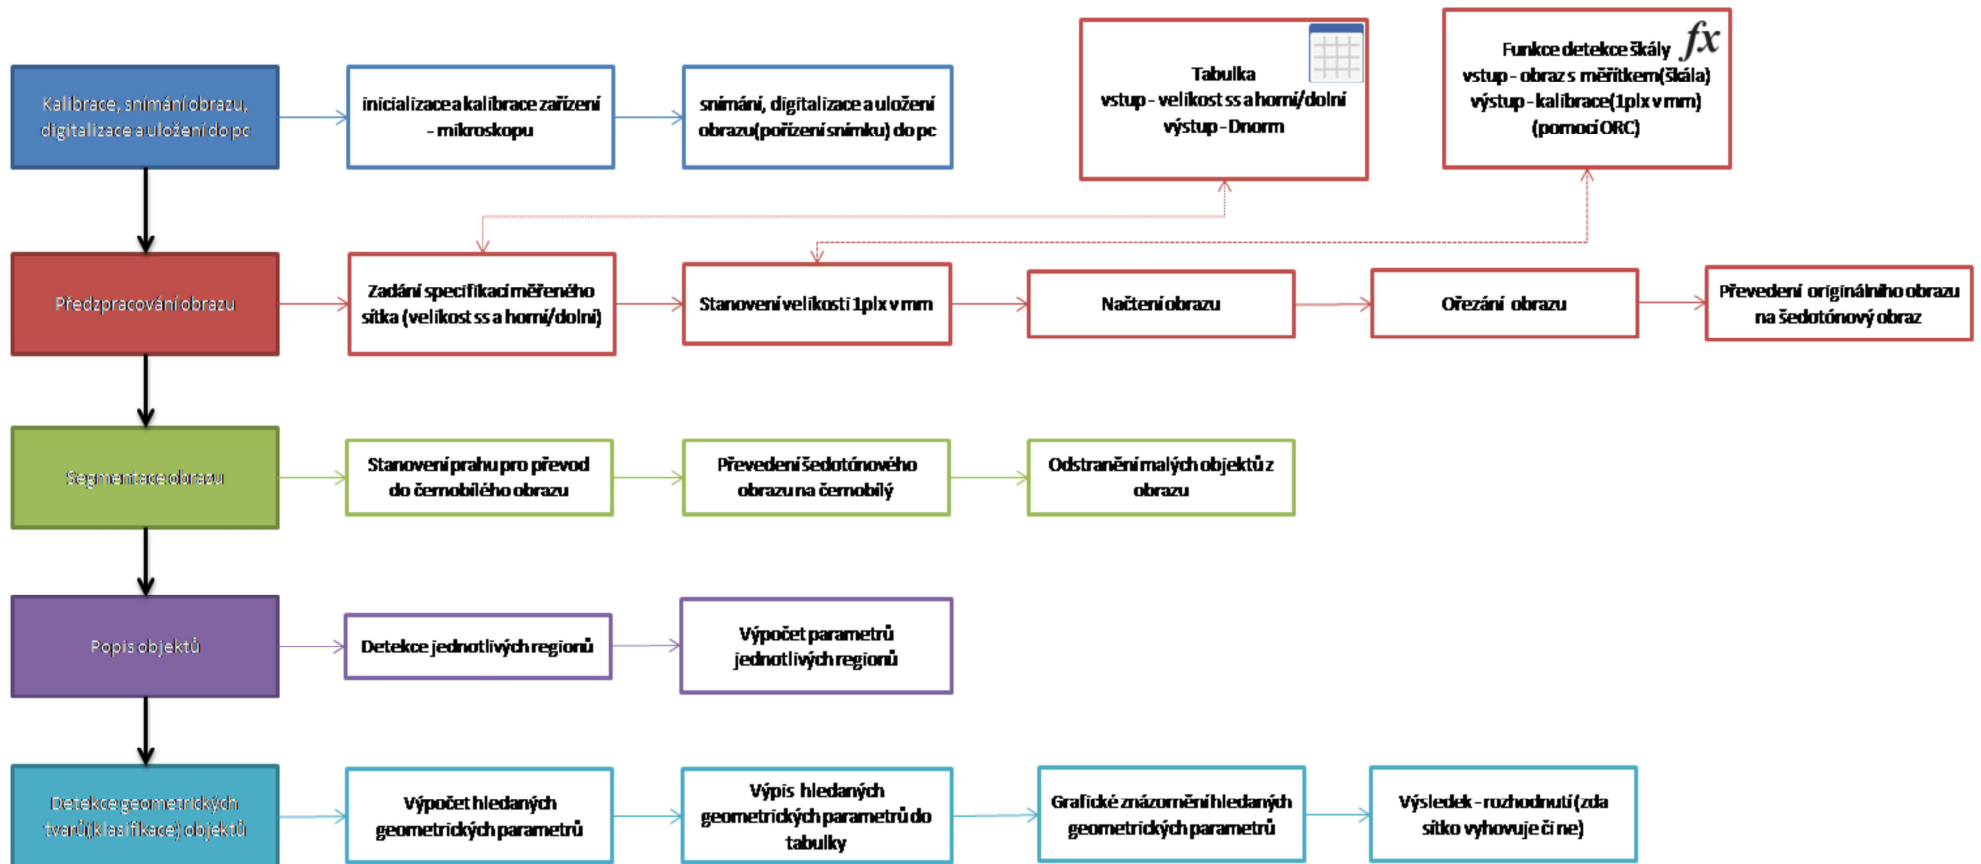 Kalibrace, snímání obrazu,
digitalizace a uložení do pc
inicializace a kalibrace zařízení
- mikroskopu
snímání, digitalizace a uložení
obrazu(pořízení snímku) do pc
Tabulka
vstup - velikost ss a horní/dolní
výstup - Dnorm
Funkce detekce škály
fx
vstup - obraz s měřítkem(škála)
výstup - kalibrace(1plx v mm)
(pomocí ORC)
Předzpracování obrazu
Zadání specifikací měřeného
sítka (velikost ss a horní/dolní)
Stanovení velikosti 1plx v mm
Načtení obrazu
Ořezání obrazu
Převedení originálního obrazu
na šedotónový obraz
Segmentace obrazu
Stanovení prahu pro převod
do černobílého obrazu
Převedení šedotónového
obrazu na černobílý
Odstranění malých objektů z
obrazu
Popis objektů
Detekce jednotlivých regionů
Výpočet parametrů
jednotlivých regionů
Detekce geometrických
tvarů(klasifikace) objektů
Výpočet hledaných
geometrických parametrů
Výpis hledaných
geometrických parametrů do
tabulky
Grafické znázornění hledaných
geometrických parametrů
Výsledek - rozhodnutí (zda
sítko vyhovuje či ne)